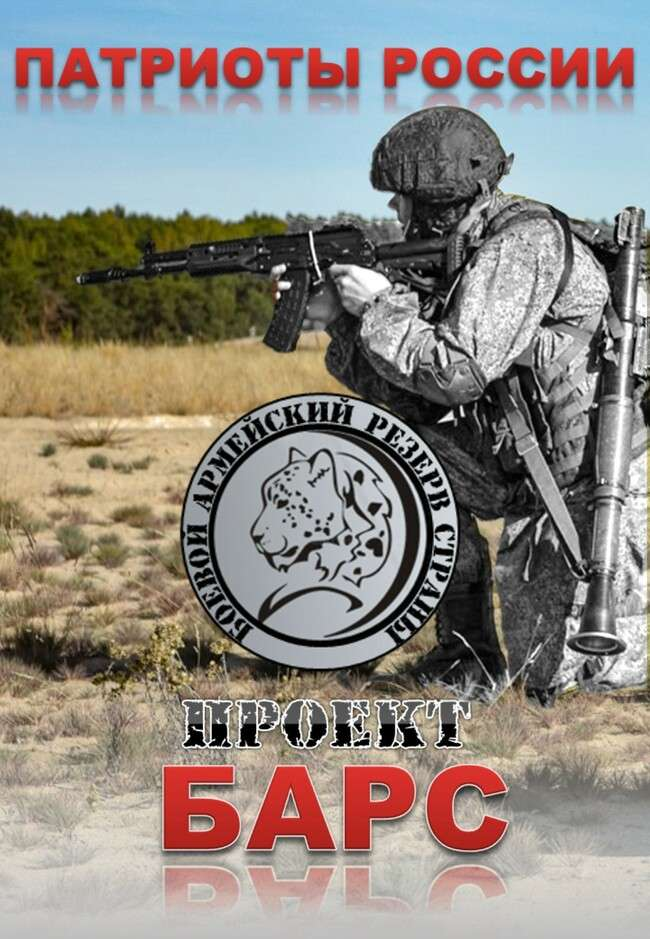 ПАТРИОТЫ РОССИИ
БОЕВОЙ АРМЕЙСКИЙ РЕЗЕРВ СТРАНЫ
ПРОЕКТ
БАРС